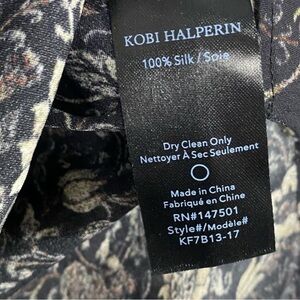 KOBI HALPERIN
100% Silk / Soie
Dry Clean Only
Nettoyer À Sec Seulement
Made in China
Fabriqué en Chine
RN#147501
Style#/Modèle#
KF7B13-17